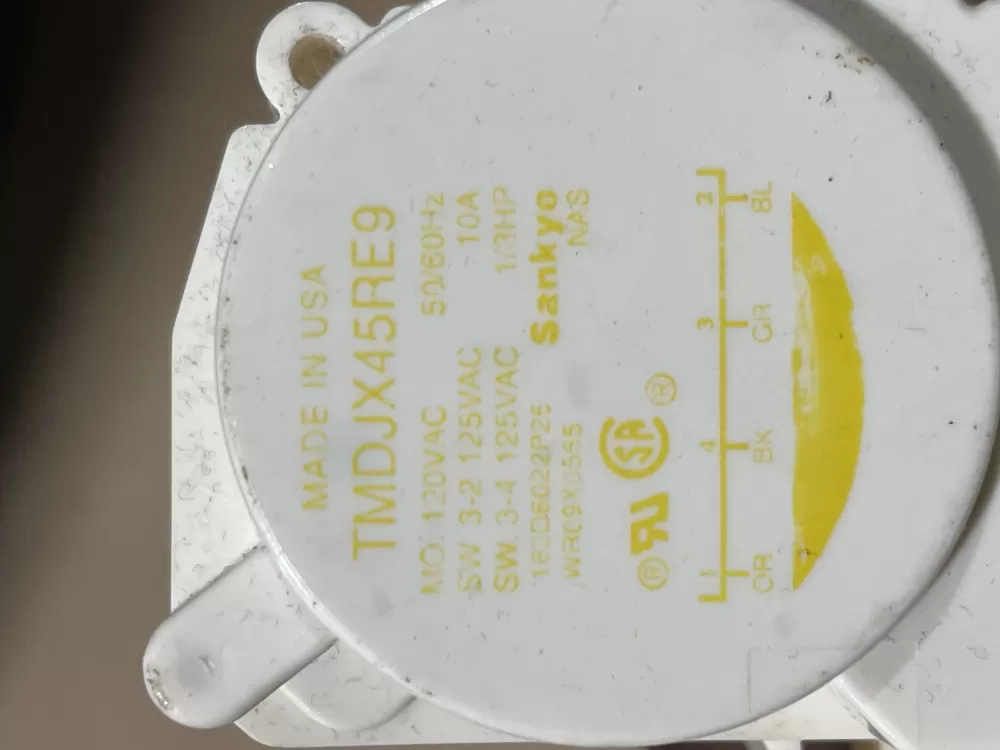 MADE IN USA
TMDJX45RE9
MO. 120VAC 50/60Hz
SW 3-2 125VAC 10A
SW 3-4 125VAC 1/3HP
Sankyo
NAS
WR09X0545
2 3 4
BL GR BK OR